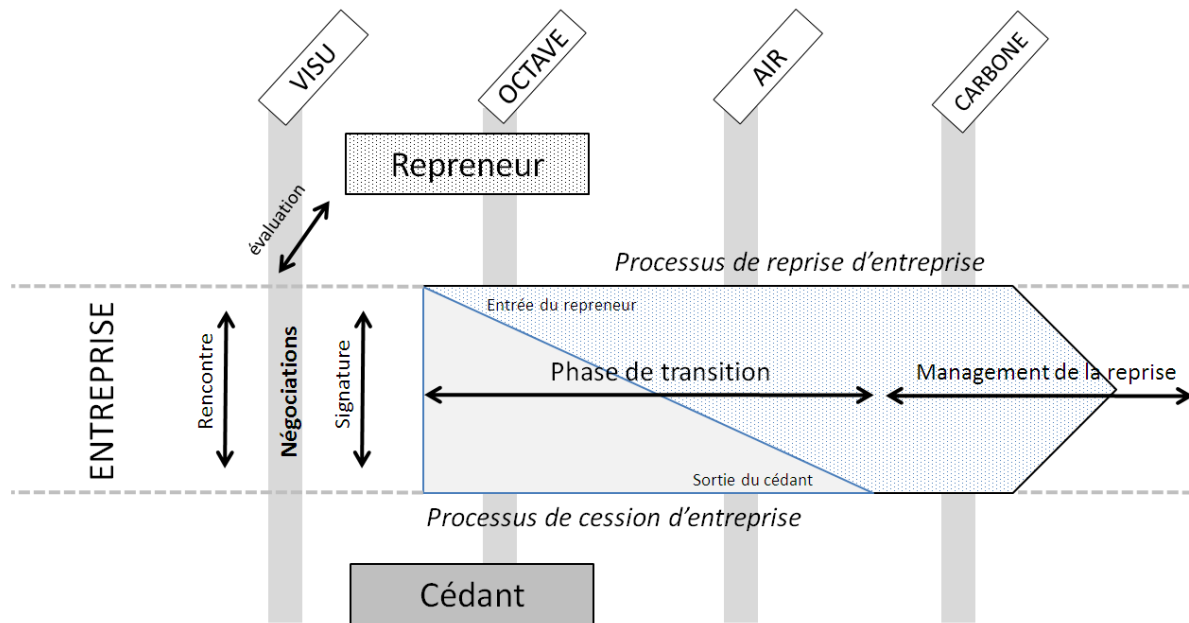 VISU
OCTAVE
AIR
CARBONE
Repreneur
évaluation
Processus de reprise d'entreprise
ENTREPRISE
Rencontre
Négociations
Signature
Entrée du repreneur
Phase de transition
Management de la reprise
Sortie du cédant
Processus de cession d'entreprise
Cédant